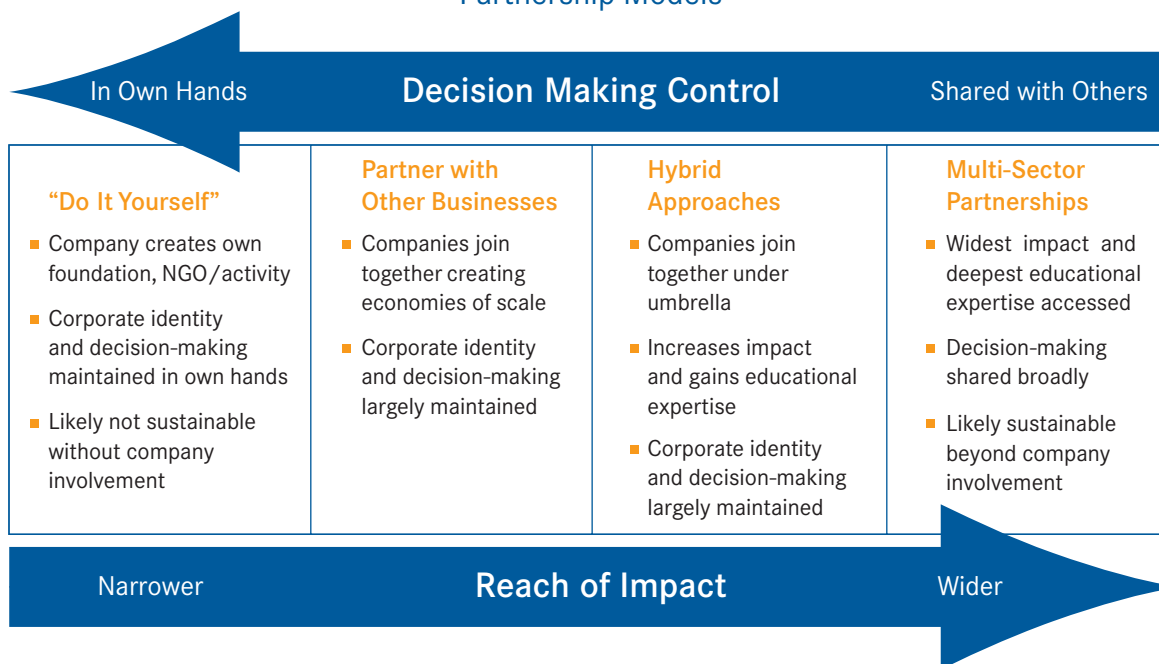 Partnership Models
In Own Hands
Decision Making Control
Shared with Others
“Do It Yourself”
Company creates own
foundation, NGO/activity
Corporate identity
and decision-making
maintained in own hands
Likely not sustainable
without company
involvement
Partner with
Other Businesses
Companies join
together creating
economies of scale
Corporate identity
and decision-making
largely maintained
Hybrid
Approaches
Companies join
together under
umbrella
Increases impact
and gains educational
expertise
Corporate identity
and decision-making
largely maintained
Multi-Sector
Partnerships
Widest impact and
deepest educational
expertise accessed
Decision-making
shared broadly
Likely sustainable
beyond company
involvement
Narrower
Reach of Impact
Wider